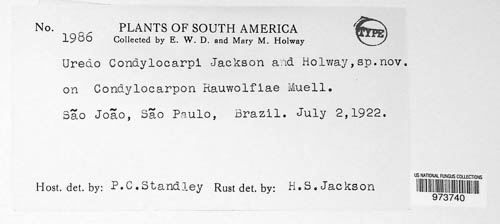 No. 1986
PLANTS OF SOUTH AMERICA
Collected by E. W. D. and Mary M. Holway
TYPE
Uredo Condylocarpi Jackson and Holway,sp.nov.
on Condylocarpon Rauwolfiae Muell.
São João, São Paulo, Brazil. July 2,1922.
US NATIONAL FUNGUS COLLECTIONS
973740
Host. det. by: P.C.Standley Rust det. by: H.S.Jackson